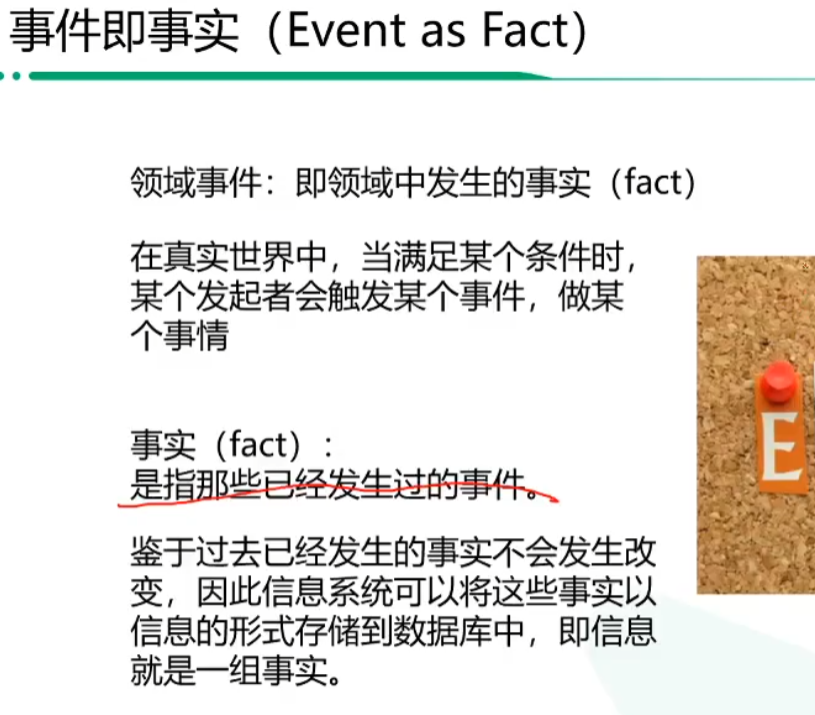 事件即事实（Event as Fact）
领域事件：即领域中发生的事实（fact）
在真实世界中，当满足某个条件时，
某个发起者会触发某个事件，做某
个事情
事实（fact）:
是指那些已经发生过的事件。
鉴于过去已经发生的事实不会发生改
变，因此信息系统可以将这些事实以
信息的形式存储到数据库中，即信息
就是一组事实。
E